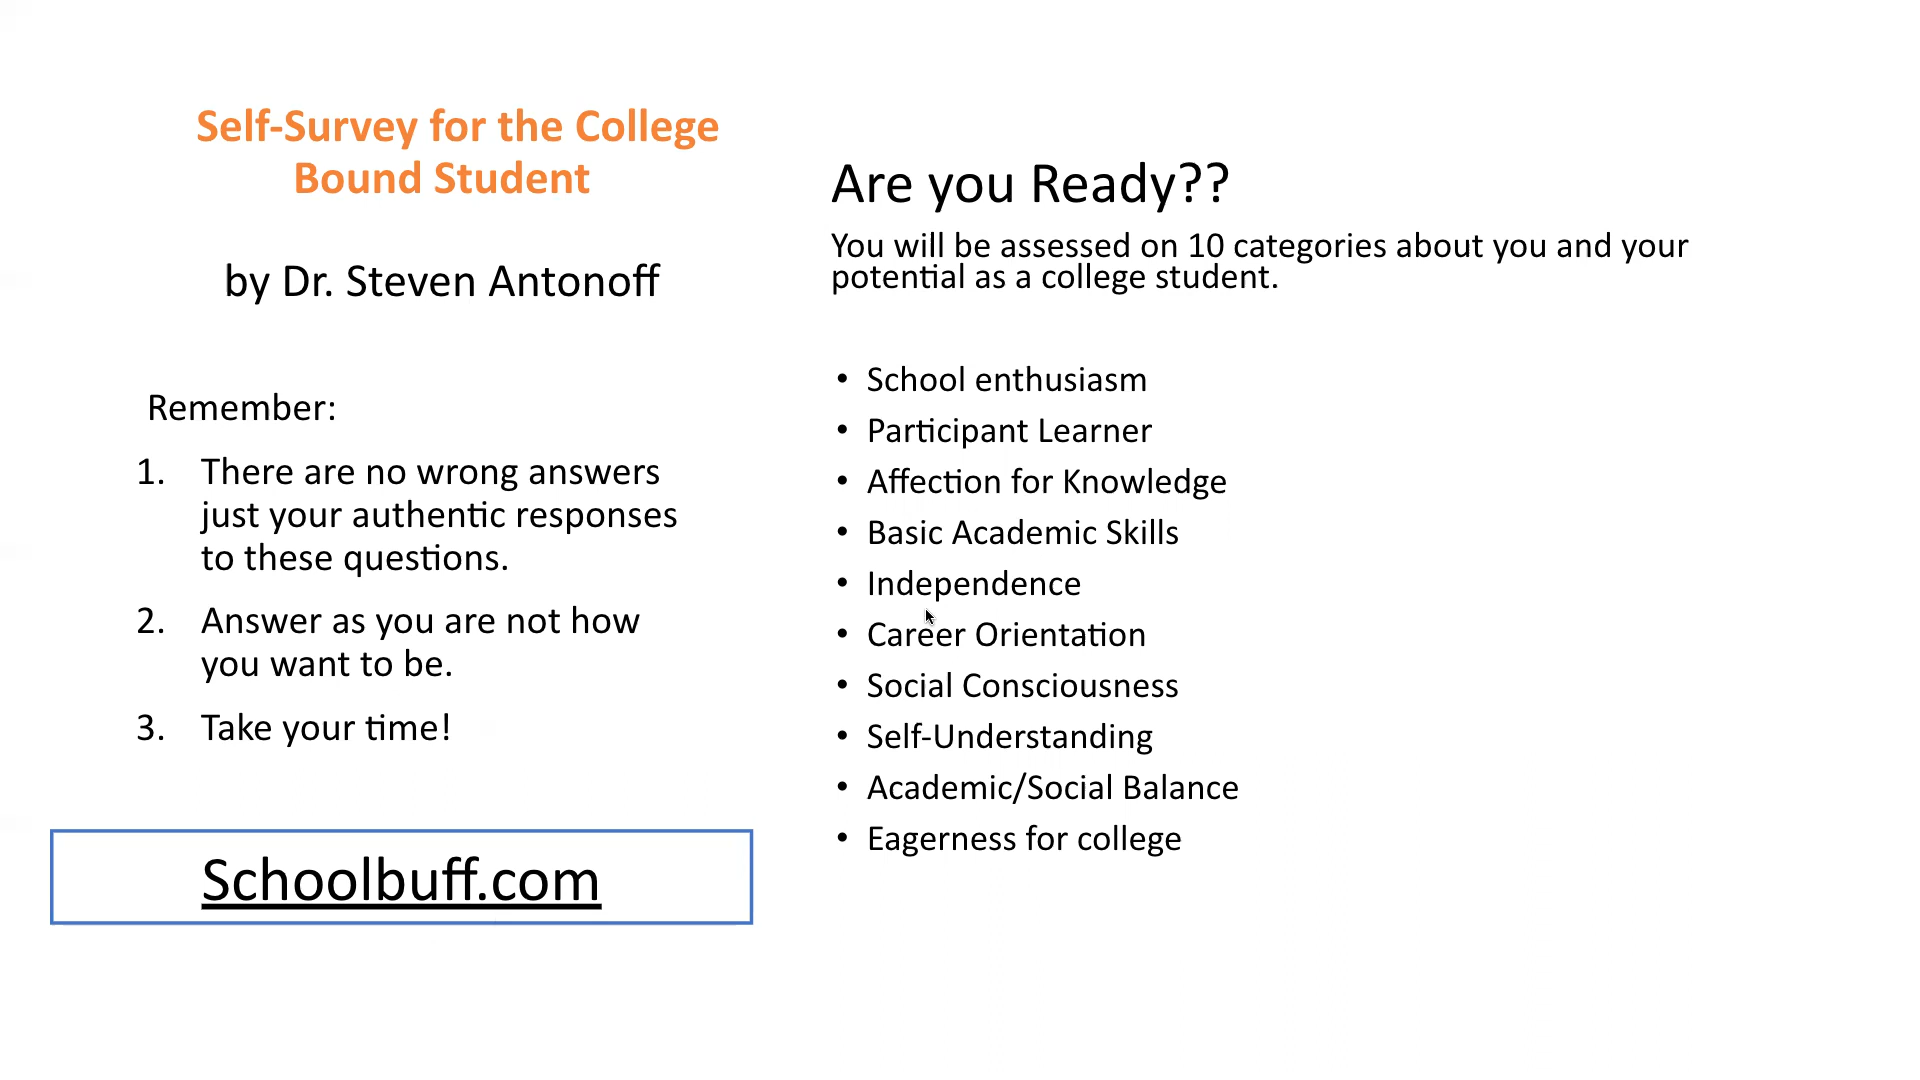 Self-Survey for the College
Bound Student
by Dr. Steven Antonoff
Remember:
1. There are no wrong answers
just your authentic responses
to these questions.
2. Answer as you are not how
you want to be.
3. Take your time!
Schoolbuff.com
Are you Ready??
You will be assessed on 10 categories about you and your
potential as a college student.
• School enthusiasm
• Participant Learner
• Affection for Knowledge
• Basic Academic Skills
• Independence
• Career Orientation
• Social Consciousness
• Self-Understanding
• Academic/Social Balance
• Eagerness for college